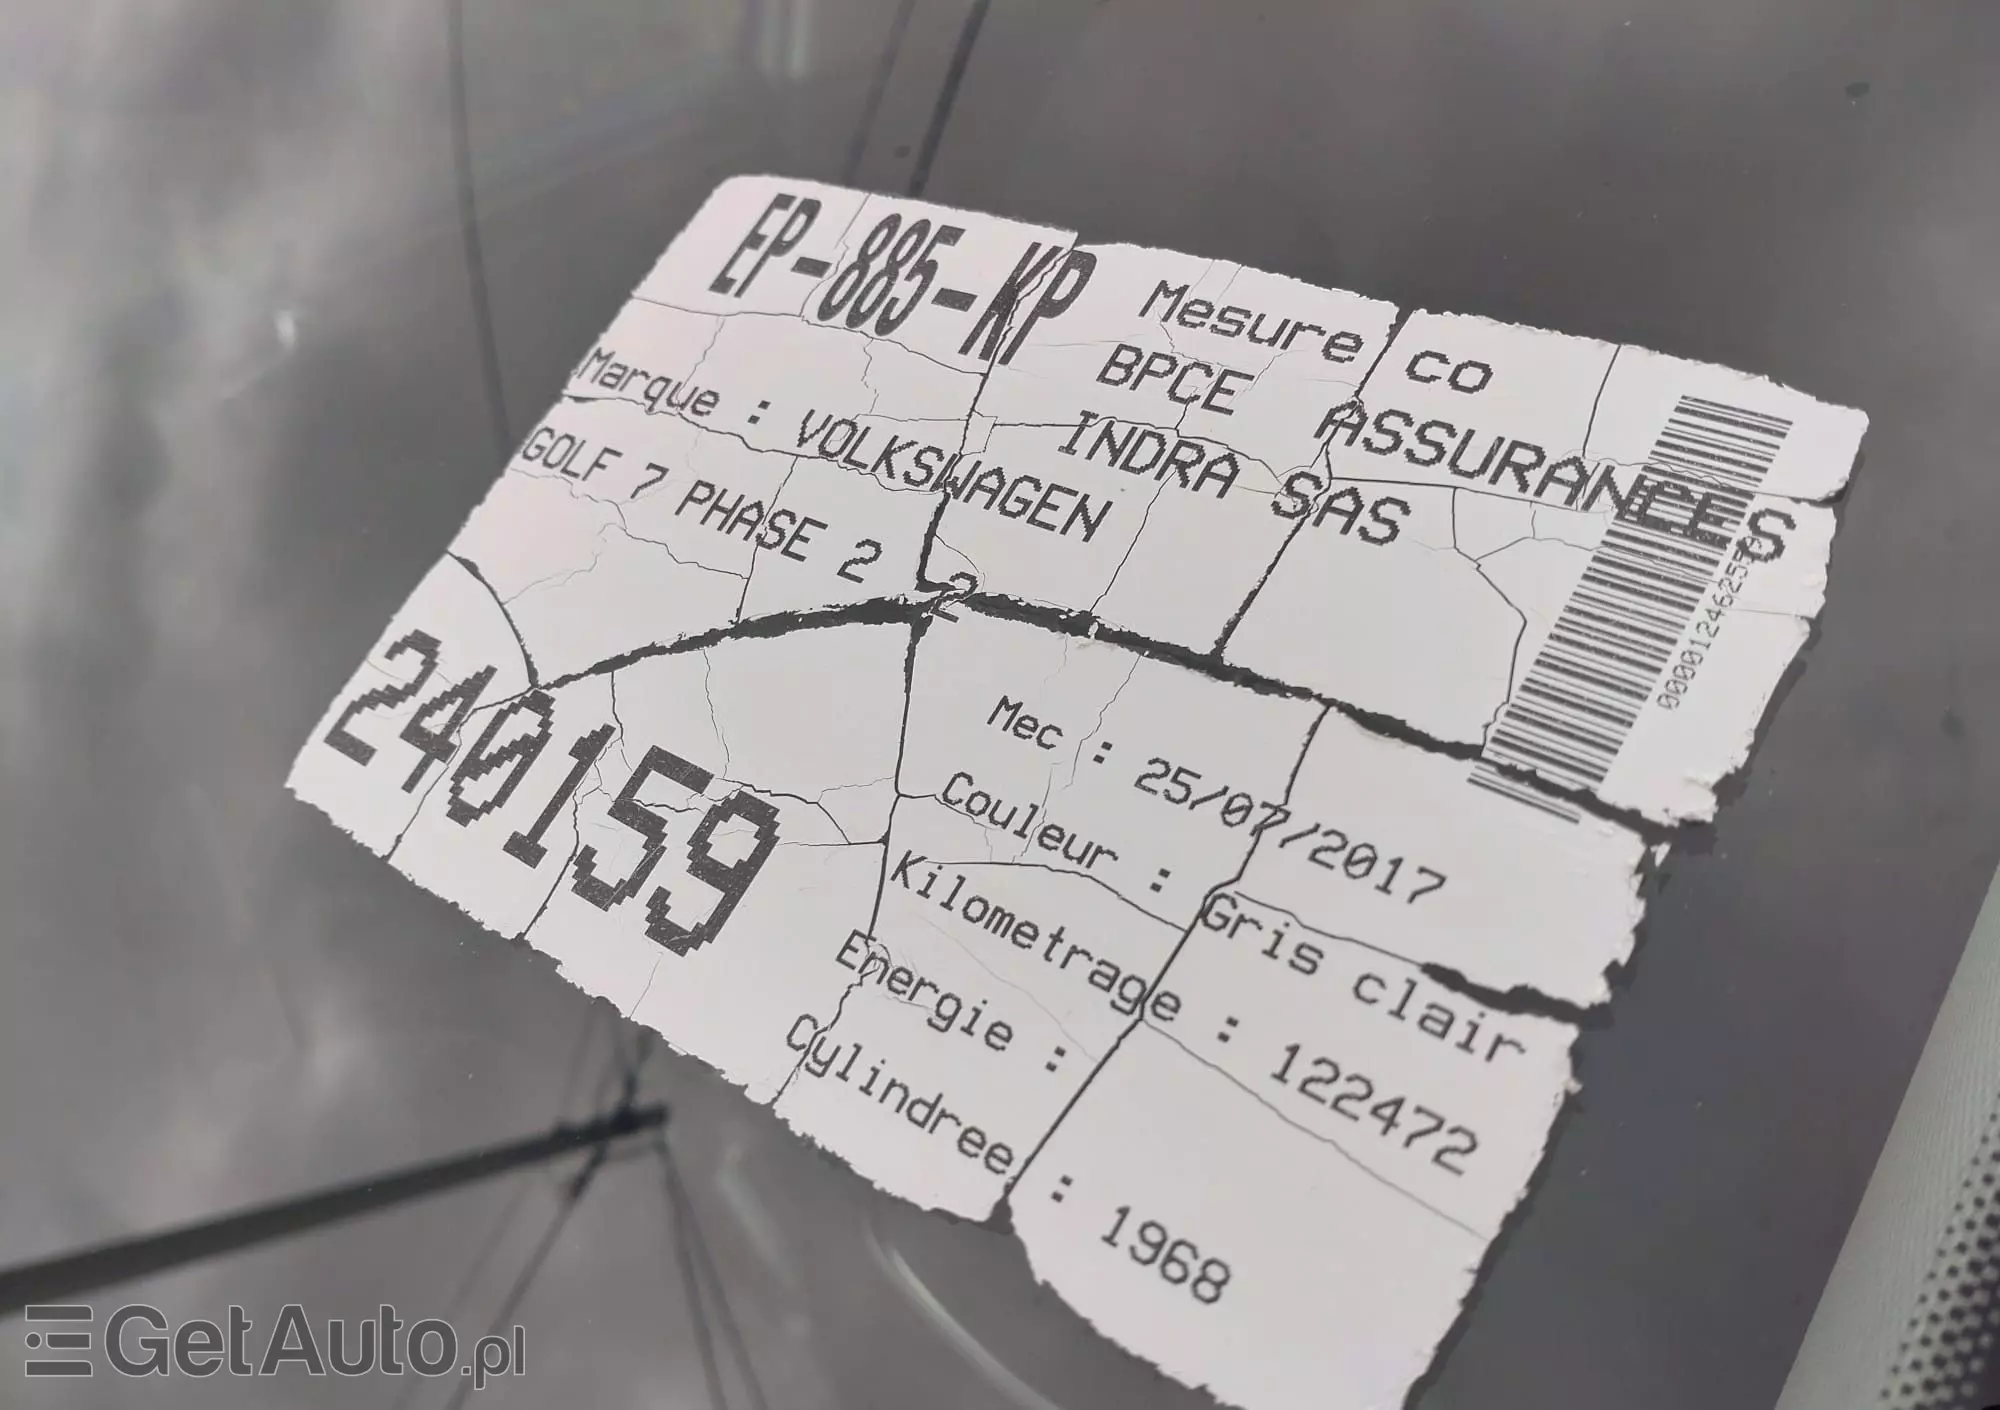 EP-885-KP
Mesure co
BPCE ASSURANCES
INDRA SAS
Marque : VOLKSWAGEN
GOLF 7 PHASE 2 2
240159
Mec : 25/07/2017
Couleur : Gris clair
Kilometrage : 122472
Energie :
Cylindree : 1968
GetAuto.pl